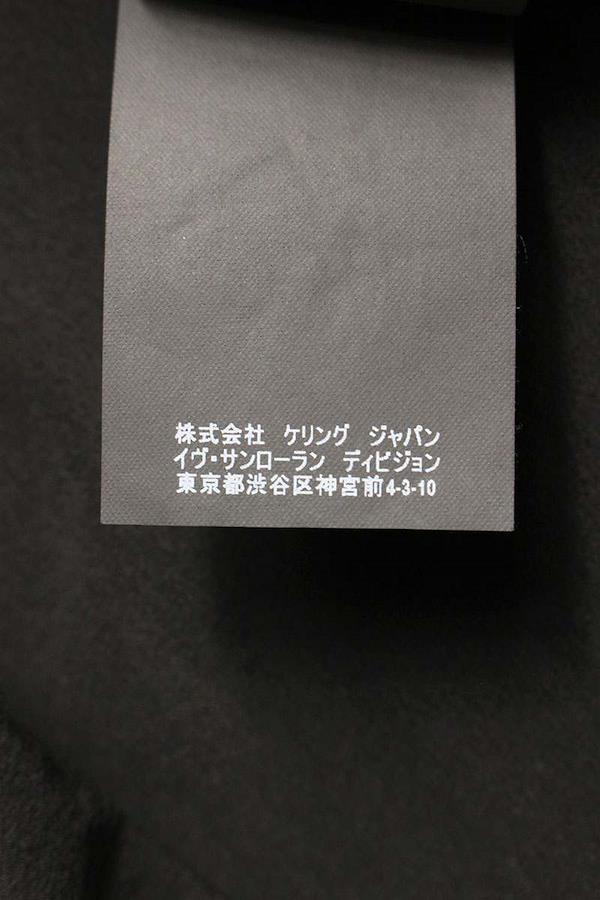 株式会社 ケリング ジャパン
イヴ・サンローラン ディビジョン
東京都渋谷区神宮前4-3-10